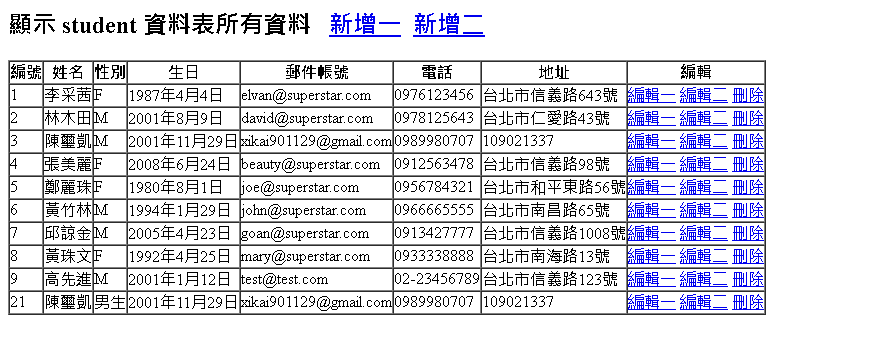 顯示 student 資料表所有資料 新增一 新增二
編號 姓名 性別 生日 郵件帳號 電話 地址 編輯
1 李采茜 F 1987年4月4日 elvan@superstar.com 0976123456 台北市信義路643號 編輯一 編輯二 刪除
2 林木田 M 2001年8月9日 david@superstar.com 0978125643 台北市仁愛路43號 編輯一 編輯二 刪除
3 陳璽凱 M 2001年11月29日 xikai901129@gmail.com 0989980707 109021337 編輯一 編輯二 刪除
4 張美麗 F 2008年6月24日 beauty@superstar.com 0912563478 台北市信義路98號 編輯一 編輯二 刪除
5 鄭麗珠 F 1980年8月1日 joe@superstar.com 0956784321 台北市和平東路56號 編輯一 編輯二 刪除
6 黃竹林 M 1994年1月29日 john@superstar.com 0966665555 台北市南昌路65號 編輯一 編輯二 刪除
7 邱諒金 M 2005年4月23日 goan@superstar.com 0913427777 台北市信義路1008號 編輯一 編輯二 刪除
8 黃珠文 F 1992年4月25日 mary@superstar.com 0933338888 台北市南海路13號 編輯一 編輯二 刪除
9 高先進 M 2001年1月12日 test@test.com 02-23456789 台北市信義路123號 編輯一 編輯二 刪除
21 陳璽凱 男生 2001年11月29日 xikai901129@gmail.com 0989980707 109021337 編輯一 編輯二 刪除